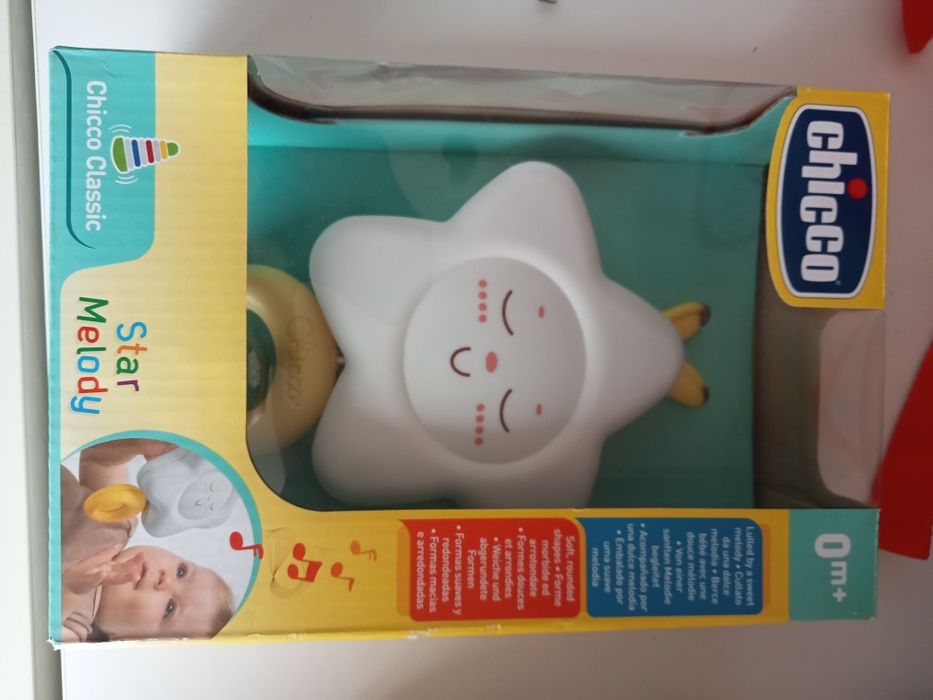 chicco
0m+
Lulled by a sweet
melody • Cullato
da una dolce
melodia • Berce
bébé avec une
douce mélodie
• Von einer
sanften Melodie
begleitet
• Acompañado por
una dulce melodía
• Embalado por
uma suave
melodia
Soft, rounded
shapes • Forme
morbide e
arrotondate
• Formes douces
et arrondies
• Weiche und
abgerundete
Formen
• Formas suaves y
redondeadas
• Formas macias
e arredondadas
chicco
Star
Melody
Chicco Classic